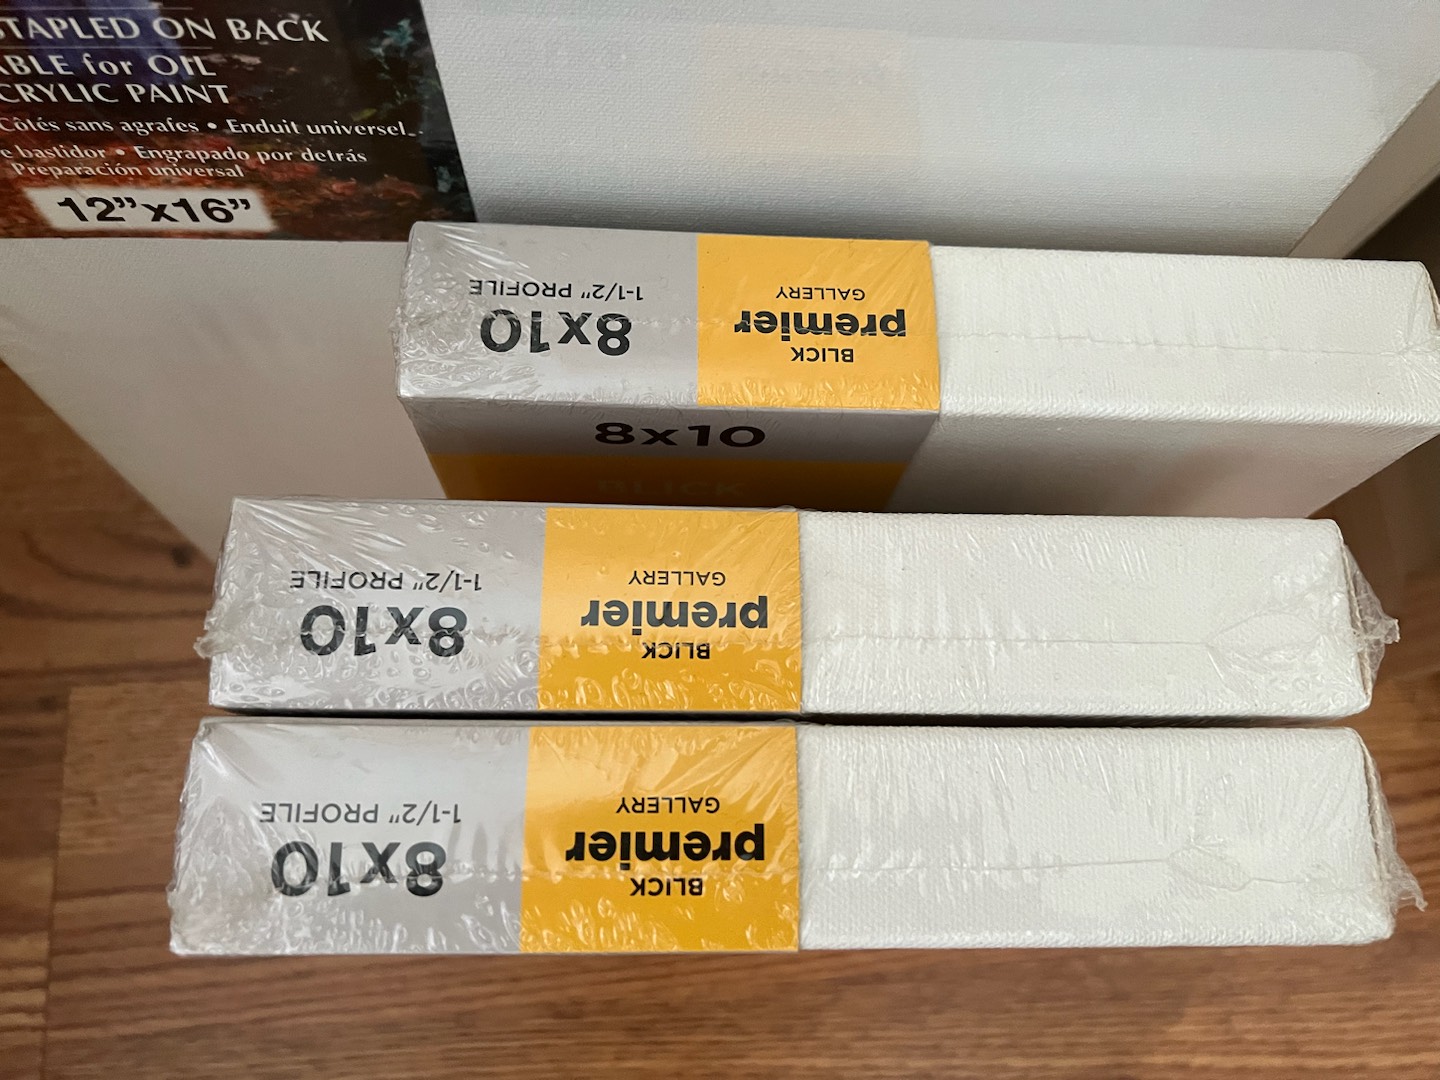 STAPLED ON BACK
ABLE for OIL
CRYLIC PAINT
Côtés sans agrafes • Enduit universel
e bastidor • Engrapado por detrás
Preparación universal
12”x16”
BLICK
premier
GALLERY
8x10
1-1/2” PROFILE
8x10
BLICK
BLICK
premier
GALLERY
8x10
1-1/2” PROFILE
BLICK
premier
GALLERY
8x10
1-1/2” PROFILE